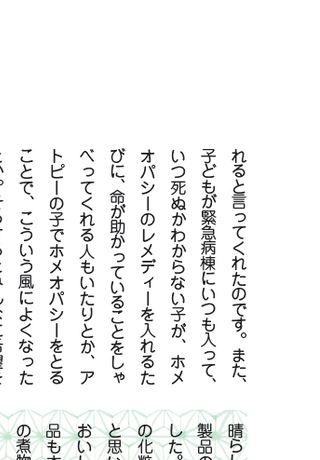 れると言ってくれたのです。また、
子どもが緊急病棟にいつも入って、
いつ死ぬかわからない子が、ホメ
オパシーのレメディーを入れるた
びに、命が助かっていることをしゃ
べってくれる人もいたりとか、ア
トピーの子でホメオパシーをとる
ことで、こういう風によくなった
晴らし
製品の
した。
の化粧
と思い
おいし
品も
の煮物